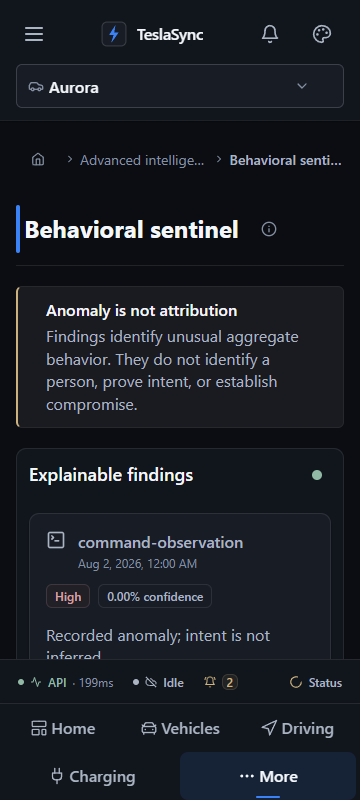 TeslaSync
Aurora
Advanced intellige... Behavioral senti...
Behavioral sentinel
Anomaly is not attribution
Findings identify unusual aggregate
behavior. They do not identify a
person, prove intent, or establish
compromise.
Explainable findings
command-observation
Aug 2, 2026, 12:00 AM
High 0.00% confidence
Recorded anomaly; intent is not
inferred
API · 199ms Idle 2 Status
Home Vehicles Driving
Charging More